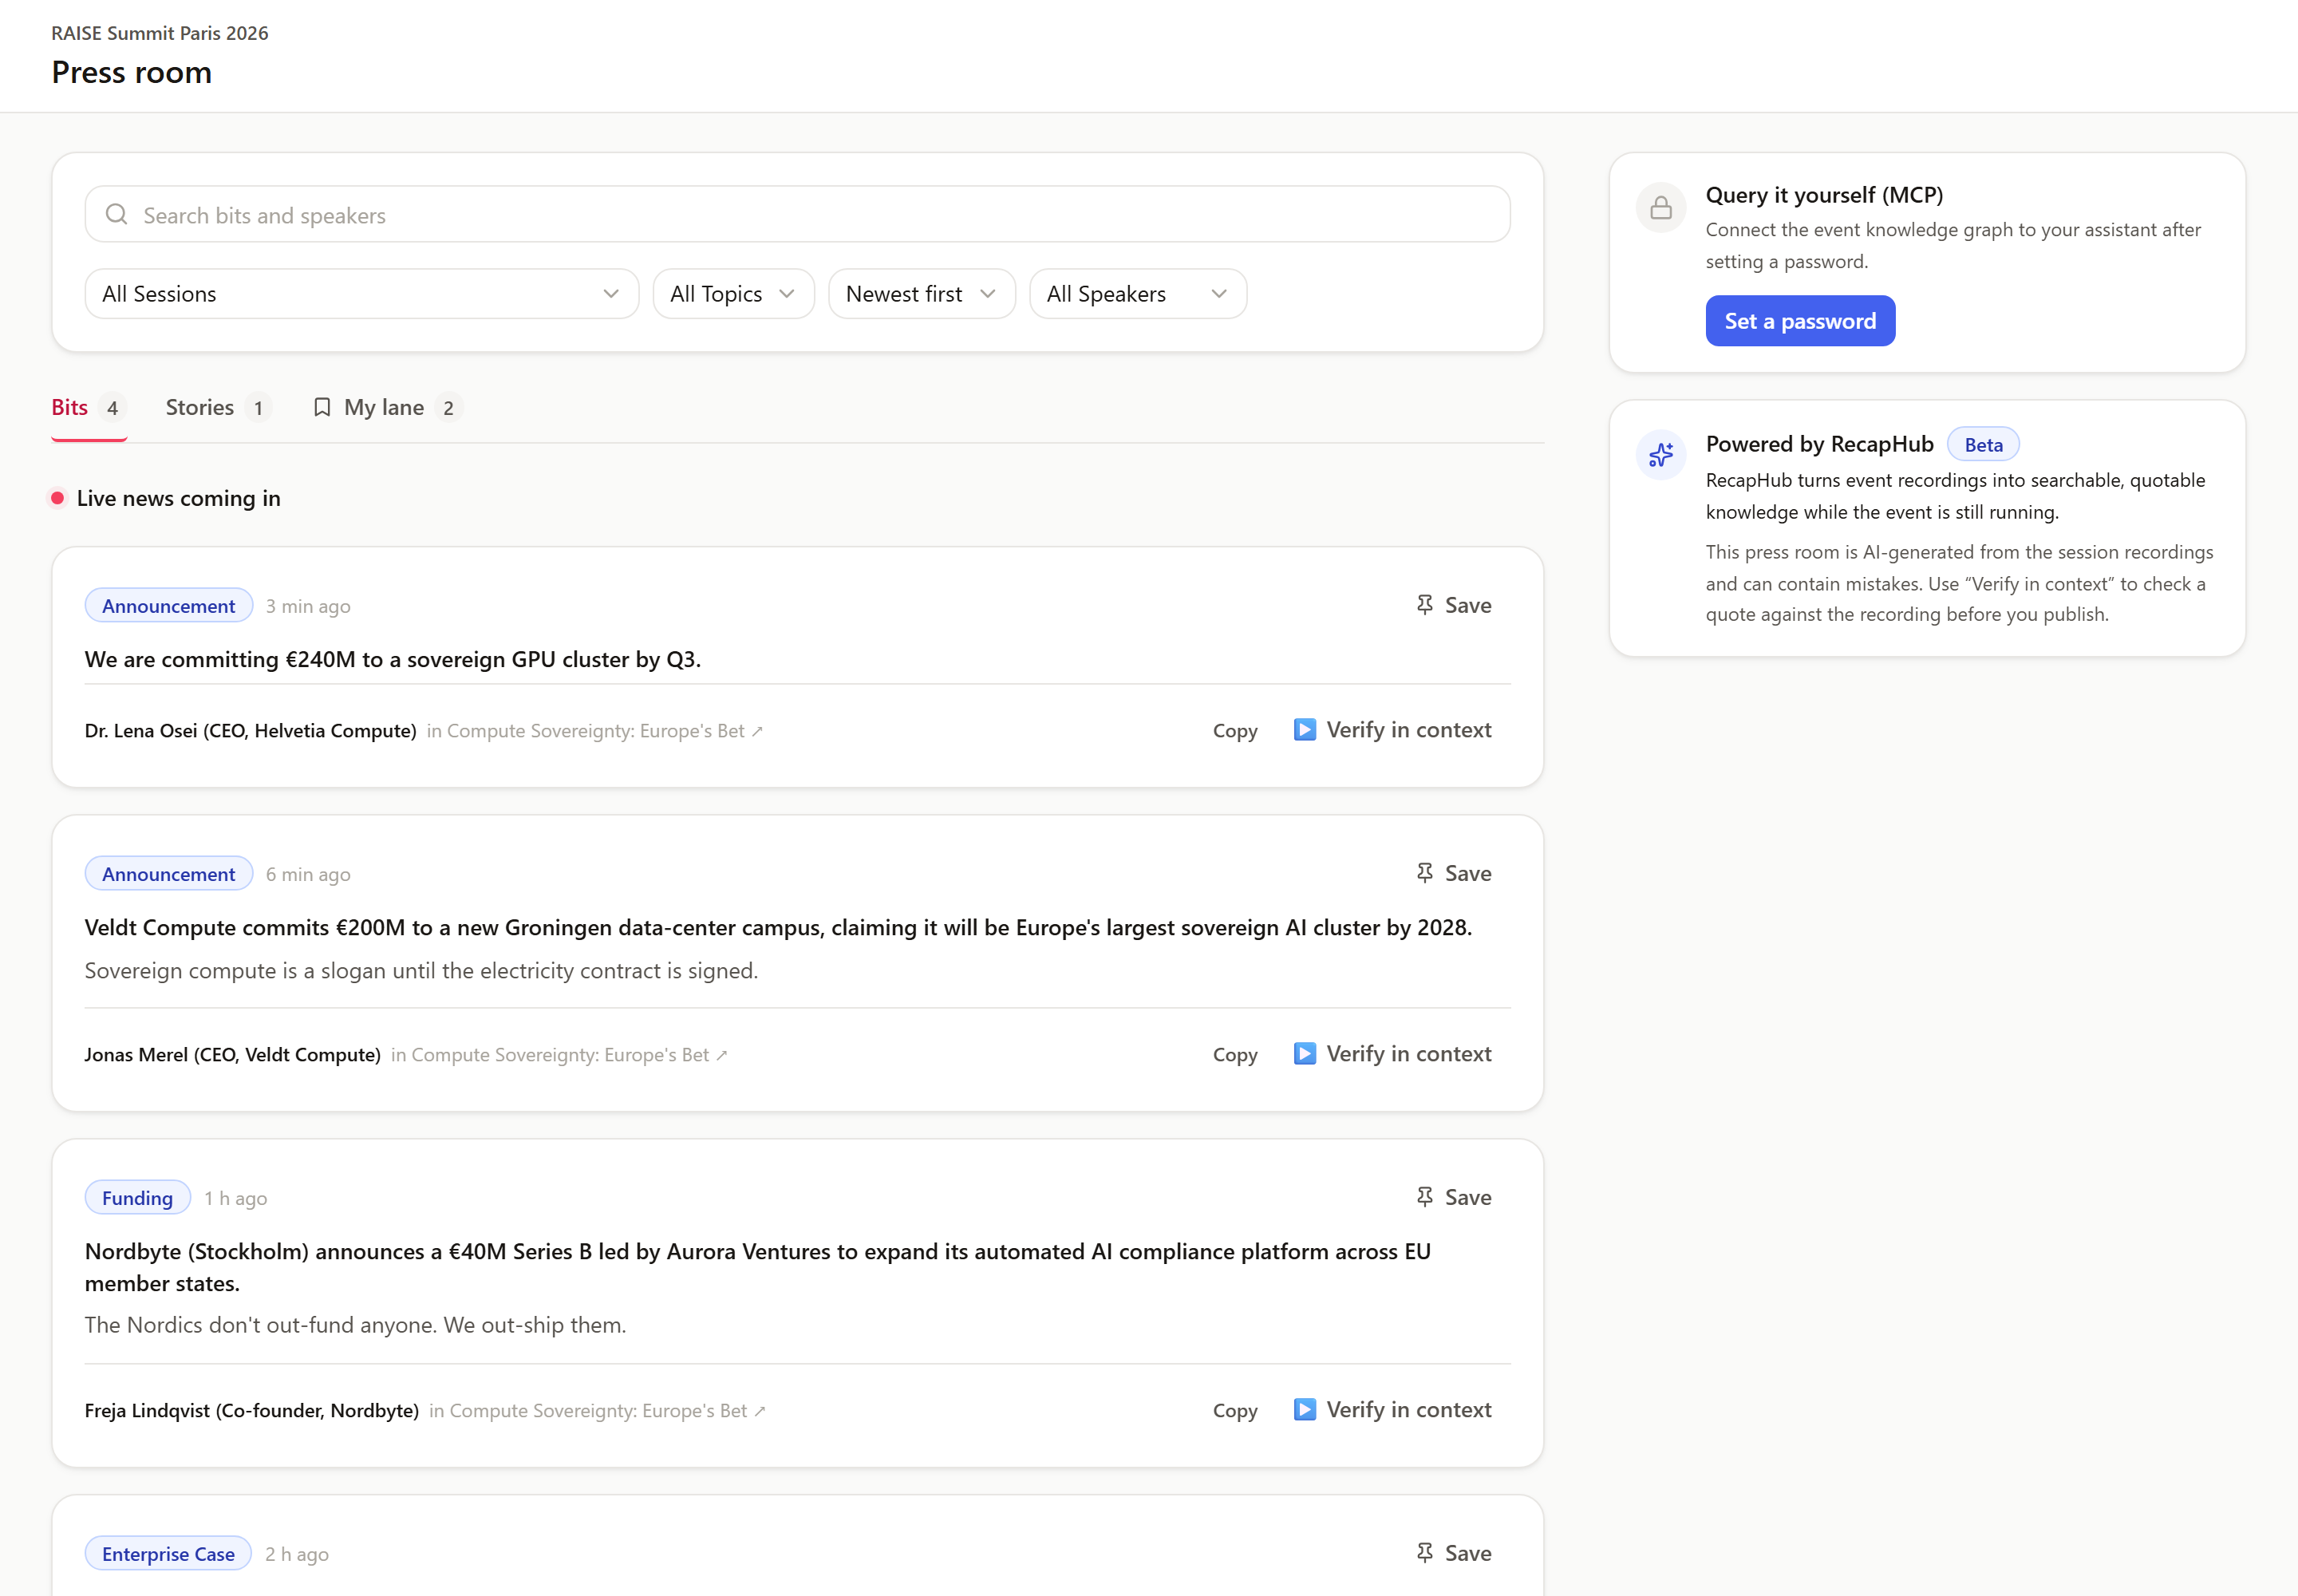 RAISE Summit Paris 2026
Press room
Search bits and speakers
All Sessions
All Topics
Newest first
All Speakers
Bits 4
Stories 1
My lane 2
Live news coming in
Announcement 3 min ago
Save
We are committing €240M to a sovereign GPU cluster by Q3.
Dr. Lena Osei (CEO, Helvetia Compute) in Compute Sovereignty: Europe's Bet ↗
Copy
Verify in context
Announcement 6 min ago
Save
Veldt Compute commits €200M to a new Groningen data-center campus, claiming it will be Europe's largest sovereign AI cluster by 2028.
Sovereign compute is a slogan until the electricity contract is signed.
Jonas Merel (CEO, Veldt Compute) in Compute Sovereignty: Europe's Bet ↗
Copy
Verify in context
Funding 1 h ago
Save
Nordbyte (Stockholm) announces a €40M Series B led by Aurora Ventures to expand its automated AI compliance platform across EU
member states.
The Nordics don't out-fund anyone. We out-ship them.
Freja Lindqvist (Co-founder, Nordbyte) in Compute Sovereignty: Europe's Bet ↗
Copy
Verify in context
Enterprise Case 2 h ago
Save
Query it yourself (MCP)
Connect the event knowledge graph to your assistant after
setting a password.
Set a password
Powered by RecapHub Beta
RecapHub turns event recordings into searchable, quotable
knowledge while the event is still running.
This press room is AI-generated from the session recordings
and can contain mistakes. Use “Verify in context” to check a
quote against the recording before you publish.